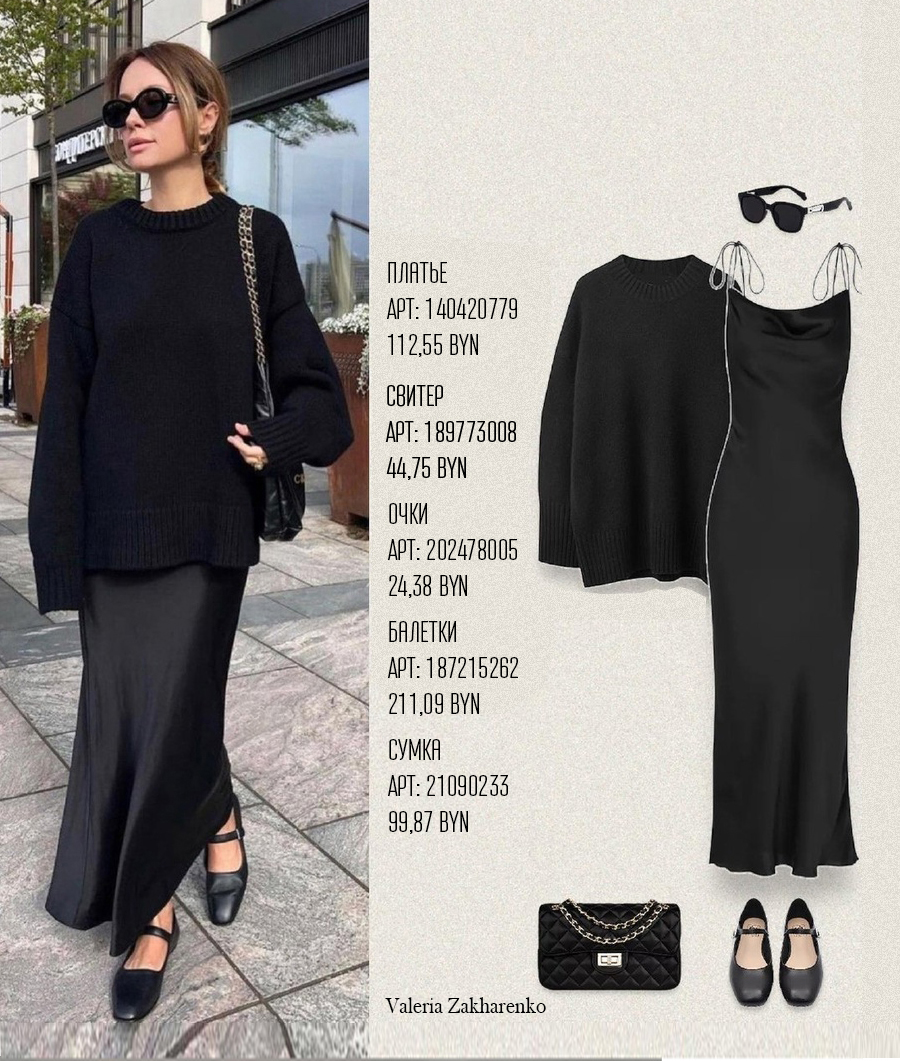 ПЛАТЬЕ
АРТ: 140420779
112,55 BYN
СВИТЕР
АРТ: 189773008
44,75 BYN
ОЧКИ
АРТ: 202478005
24,38 BYN
БАЛЕТКИ
АРТ: 187215262
211,09 BYN
СУМКА
АРТ: 21090233
99,87 BYN
Valeria Zakharenko